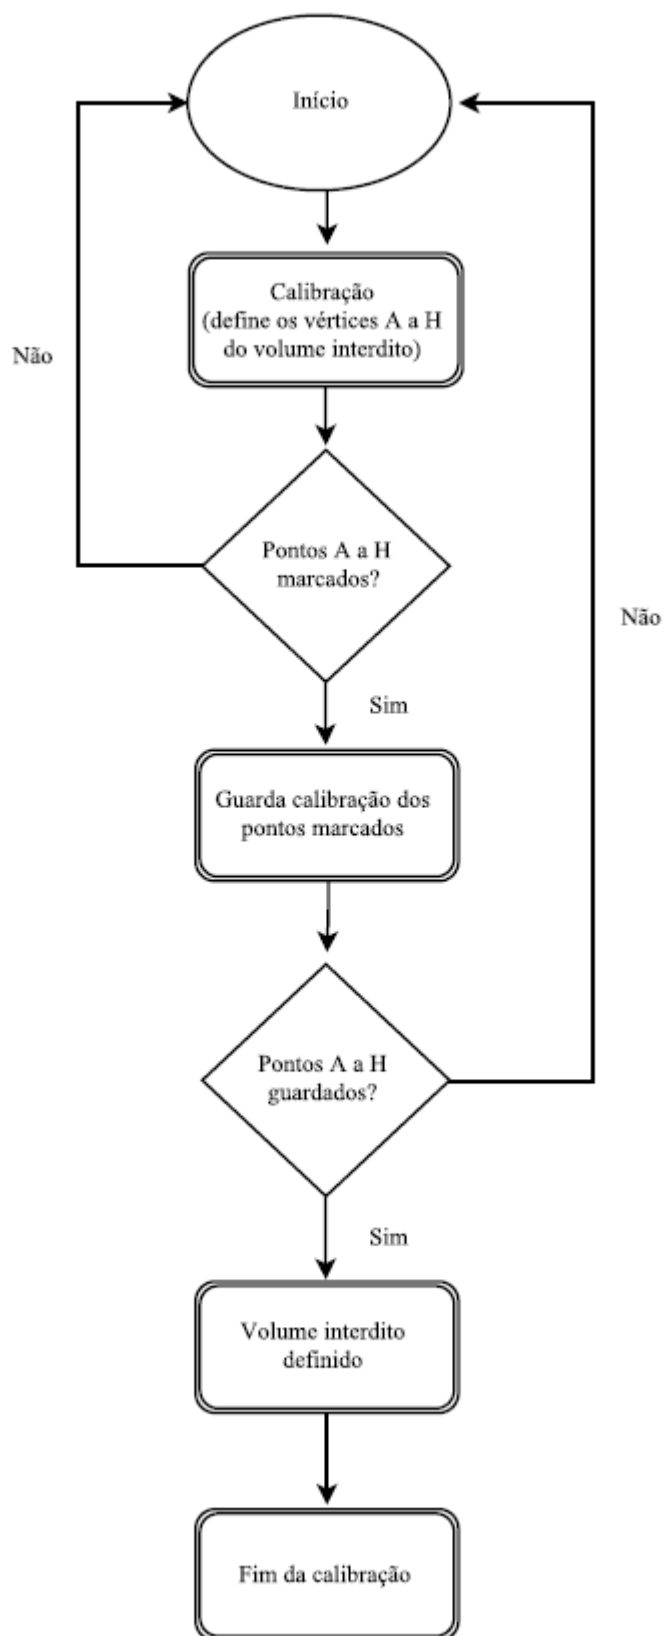 Início
Calibração
(define os vértices A a H
do volume interdito)
Não
Pontos A a H
marcados?
Não
Sim
Guarda calibração dos
pontos marcados
Pontos A a H
guardados?
Sim
Volume interdito
definido
Fim da calibração